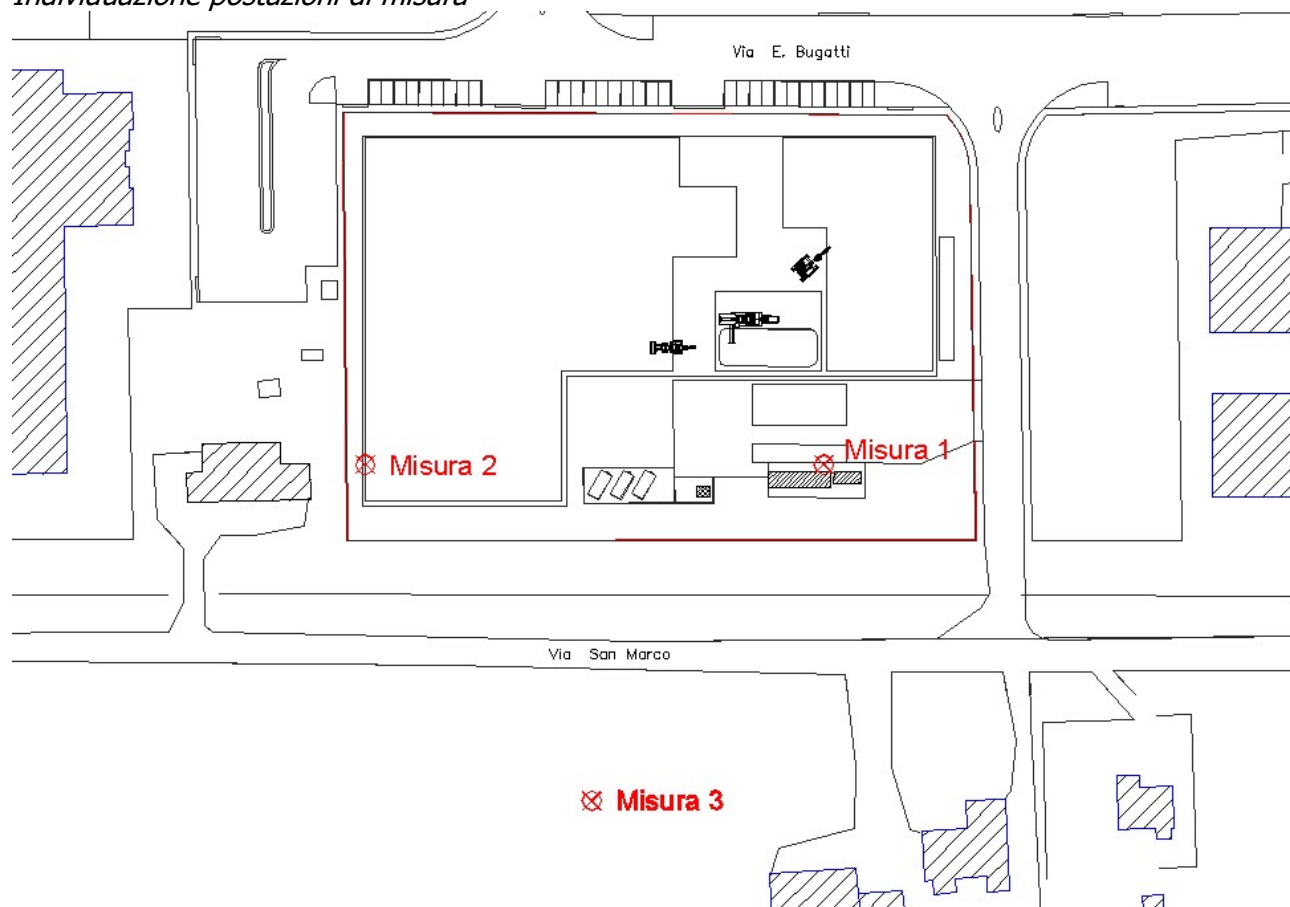 Individuazione postazioni di misura
Via E. Bugatti
Misura 1
Misura 2
Via San Marco
Misura 3